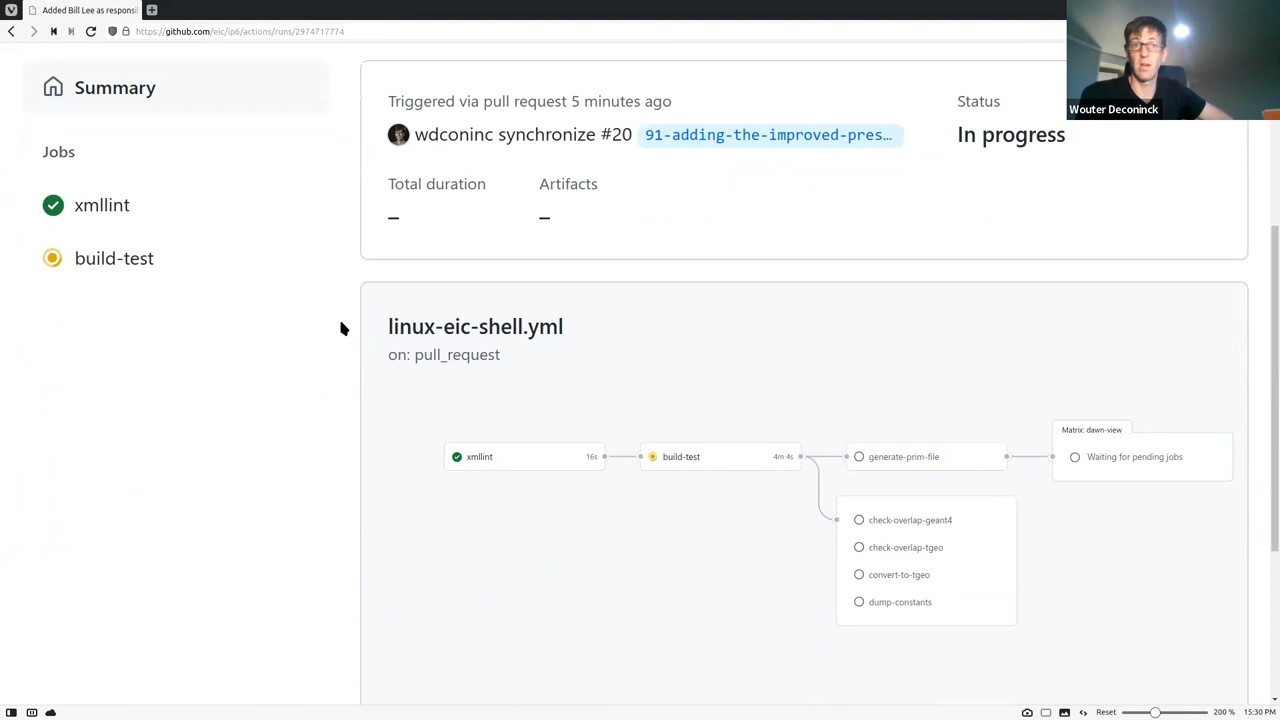 Added Bill Lee as respons
https://github.com/eic/ip6/actions/runs/2974717774
Wouter Deconinck
Summary
Jobs
xmllint
build-test
Triggered via pull request 5 minutes ago
wdconinc synchronize #20 91-adding-the-improved-pres…
Status
In progress
Total duration
–
Artifacts
–
linux-eic-shell.yml
on: pull_request
xmllint 16s
build-test 4m 4s
generate-prim-file
Matrix: dawn-view
Waiting for pending jobs
check-overlap-geant4
check-overlap-tgeo
convert-to-tgeo
dump-constants
Reset 200 % 15:30 PM